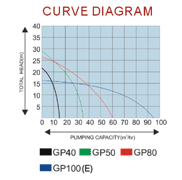 CURVE DIAGRAM
TOTAL HEAD(m)
40
35
30
25
20
15
10
5
0 10 20 30 40 50 60 70 80 90 100
PUMPING CAPACITY(m³/hr)
GP40 GP50 GP80
GP100(E)